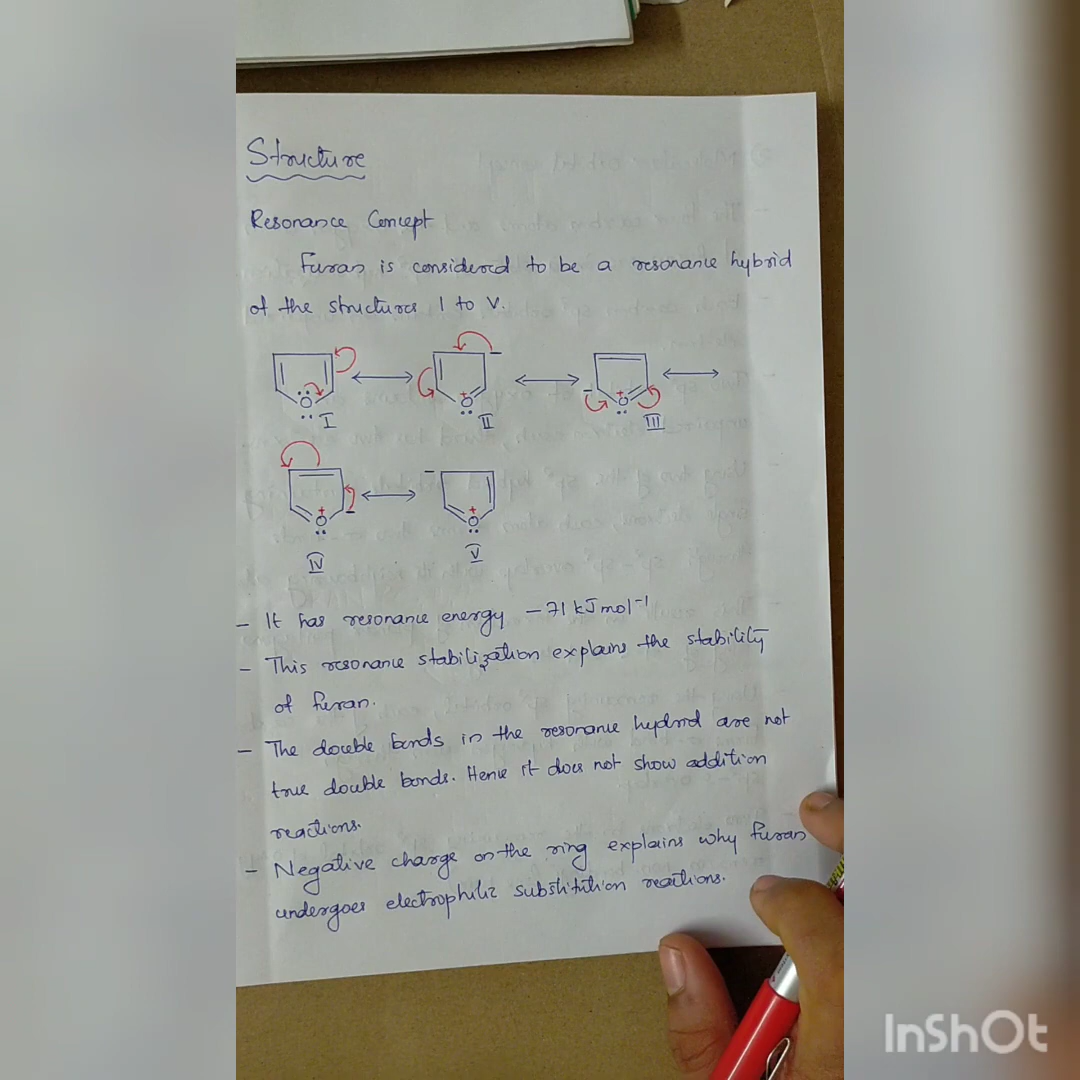 Structure
Resonance Concept
Furan is considered to be a resonance hybrid
of the structures I to V.
I
II
III
IV
V
- It has resonance energy - 71 kJ mol⁻¹
- This resonance stabilization explains the stability
of furan.
- The double bonds in the resonance hydrid are not
true double bonds. Hence it does not show addition
reactions.
- Negative charge on the ring explains why furan
undergoes electrophilic substitution reactions.
InShOt